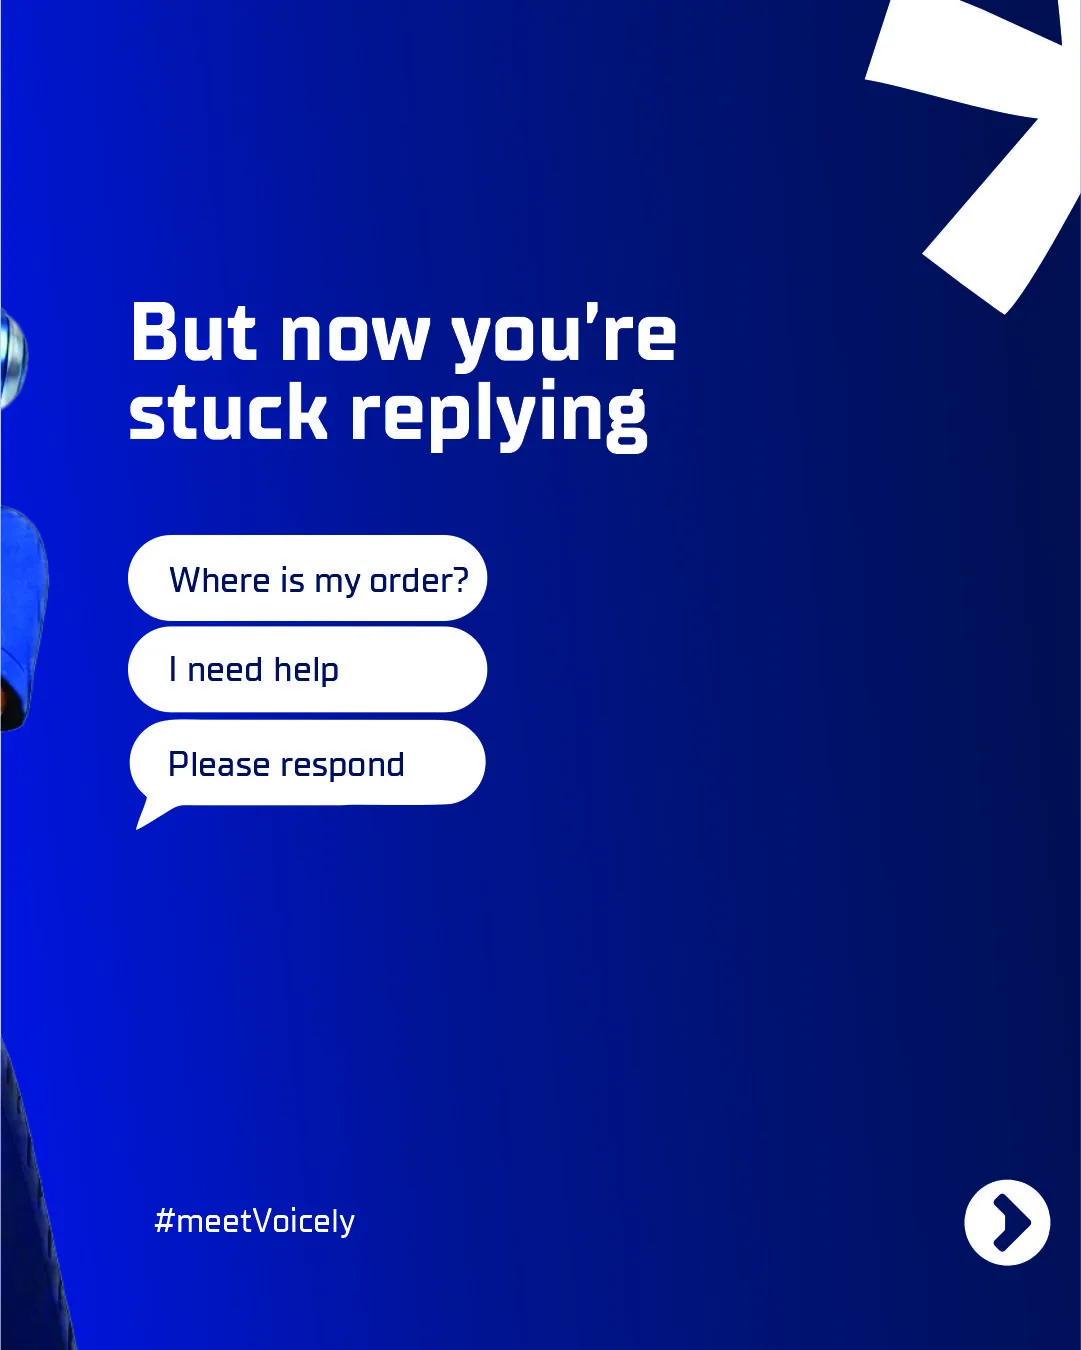 But now you're
stuck replying
Where is my order?
I need help
Please respond
#meetVoicely